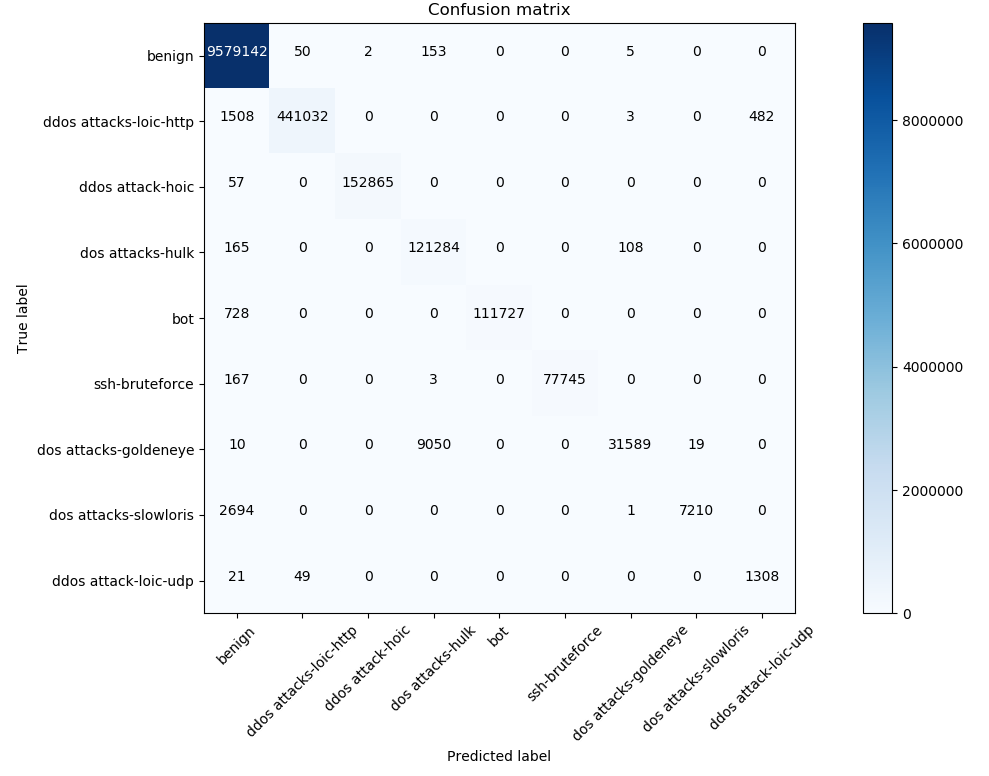 Confusion matrix
benign 9579142 50 2 153 0 0 5 0 0
ddos attacks-loic-http 1508 441032 0 0 0 0 3 0 482
ddos attack-hoic 57 0 152865 0 0 0 0 0 0
dos attacks-hulk 165 0 0 121284 0 0 108 0 0
bot 728 0 0 0 111727 0 0 0 0
ssh-bruteforce 167 0 0 3 0 77745 0 0 0
dos attacks-goldeneye 10 0 0 9050 0 0 31589 19 0
dos attacks-slowloris 2694 0 0 0 0 0 1 7210 0
ddos attack-loic-udp 21 49 0 0 0 0 0 0 1308
True label
benign
ddos attacks-loic-http
ddos attack-hoic
dos attacks-hulk
bot
ssh-bruteforce
dos attacks-goldeneye
dos attacks-slowloris
ddos attack-loic-udp
Predicted label
8000000
6000000
4000000
2000000
0